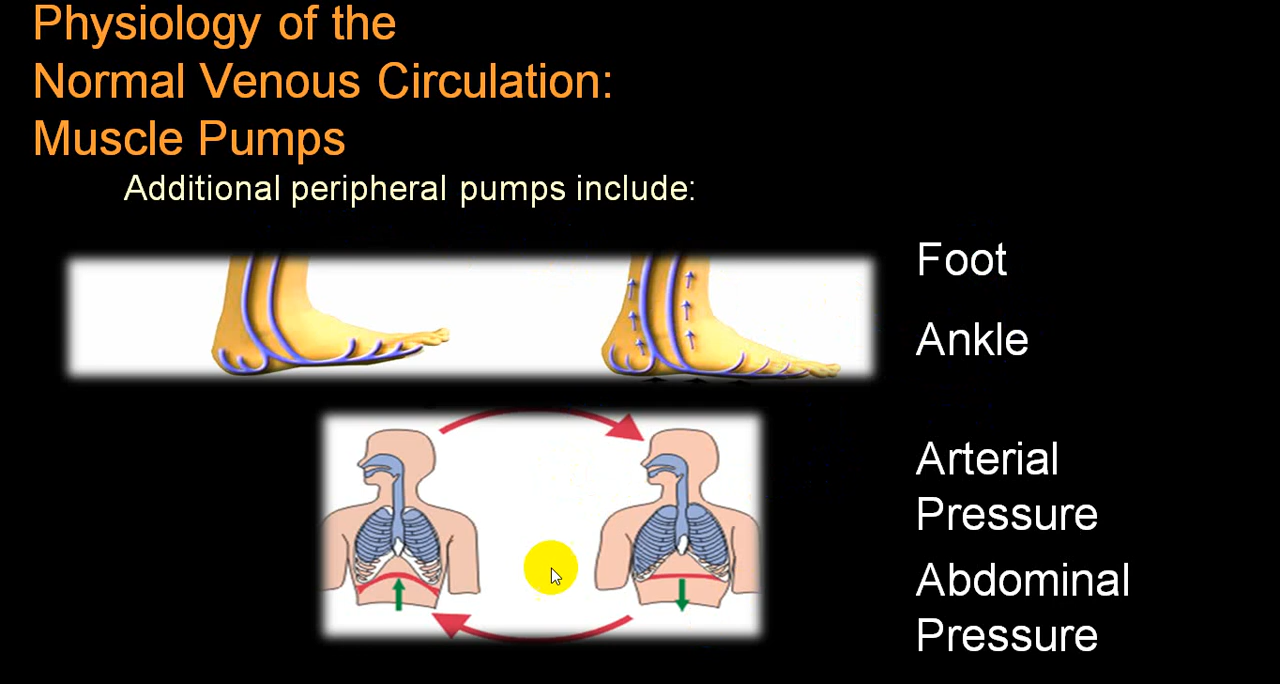 Physiology of the
Normal Venous Circulation:
Muscle Pumps
Additional peripheral pumps include:
Foot
Ankle
Arterial
Pressure
Abdominal
Pressure